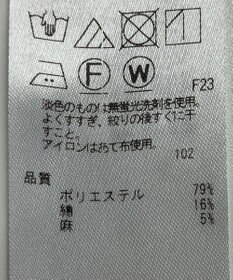 F W
F23
淡色のものは無蛍光洗剤を使用。
よくすすぎ、絞りの後すぐに干
すこと。
アイロンはあて布使用。
102
品質
ポリエステル 79%
綿 16%
麻 5%